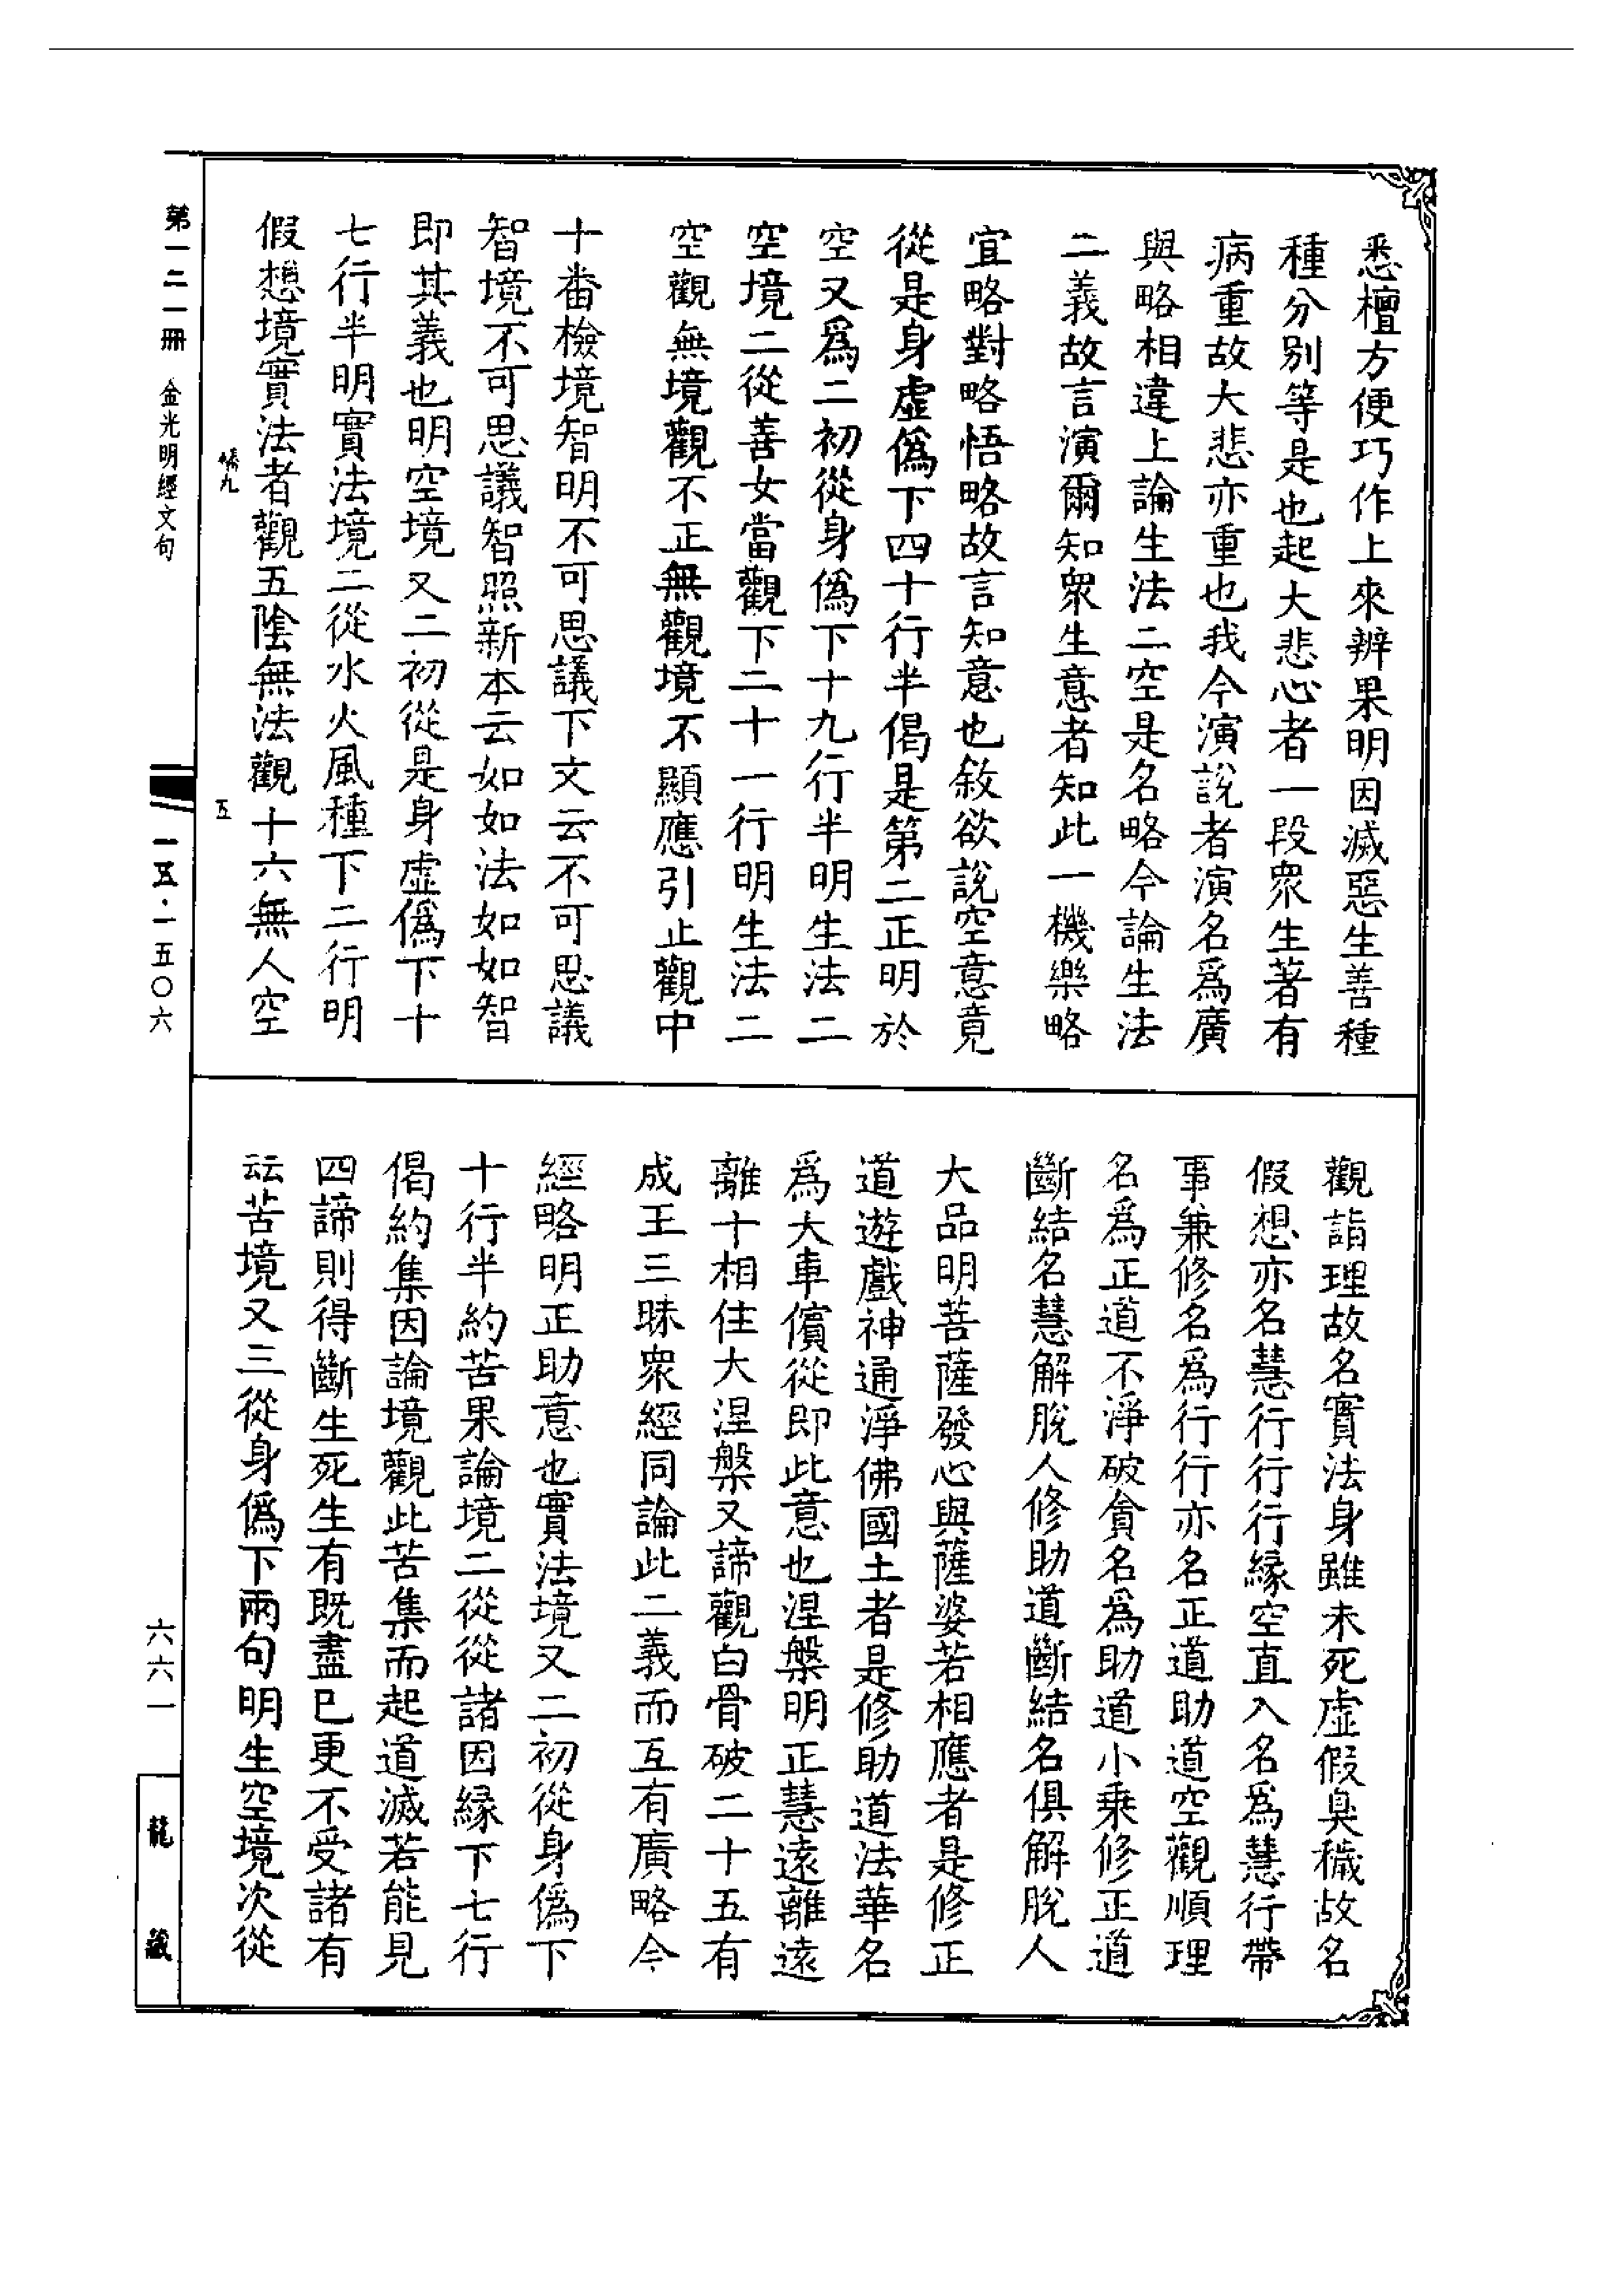 悉檀方便巧作上來辨果明因滅惡生善種
種分別等是也起大悲心者一段眾生著有
病重故大悲亦重也我今演說者演名爲廣
與略相違上論生法二空是名略今論生法
二義故言演爾知眾生意者知此一機樂略
宜略對略悟略故言知意也敘欲說空意竟
從是身虛僞下四十行半偈是第二正明於
空又爲二初從身僞下十九行半明生法二
空境二從善女當觀下二十一行明生法二
空觀無境觀不正無觀境不顯應引止觀中
十番檢境智明不可思議下文云不可思議
智境不可思議智照新本云如如法如如智
即其義也明空境又二初從是身虛僞下十
七行半明實法境二從水火風種下二行明
假想境實法者觀五陰無法觀十六無人空
觀詣理故名實法身雖未死虛假臭穢故名
假想亦名慧行行行緣空直入名爲慧行帶
事兼修名爲行行亦名正道助道空觀順理
名爲正道不淨破貪名爲助道小乘修正道
斷結名慧解脫人修助道斷結名俱解脫人
大品明菩薩發心與薩婆若相應者是修正
道遊戲神通淨佛國土者是修助道法華名
爲大車儐從即此意也涅槃明正慧遠離遠
離十相住大涅槃又諦觀白骨破二十五有
成王三昧眾經同論此二義而互有廣略今
經略明正助意也實法境又二初從身僞下
十行半約苦果論境二從從諸因緣下七行
偈約集因論境觀此苦集而起道滅若能見
四諦則得斷生死生有既盡已更不受諸有
云云苦境又三從身僞下兩句明生空境次從
第一二一冊 金光明經文句
九
五
一五·一五〇六
六六一
龍藏